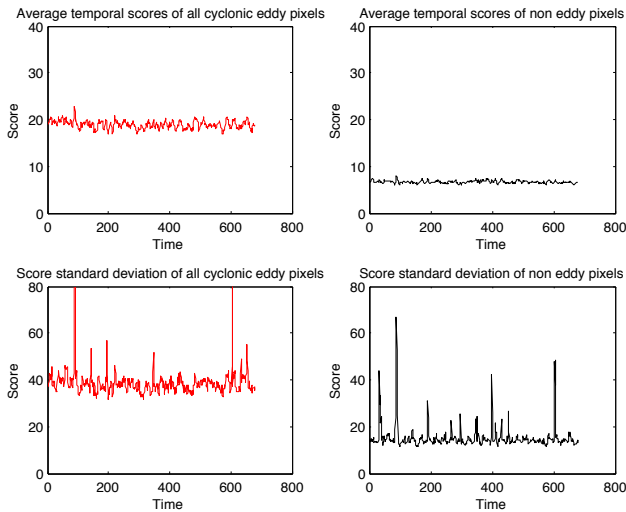 Average temporal scores of all cyclonic eddy pixels
40
30
20
10
0
Score
0 200 400 600 800
Time
Average temporal scores of non eddy pixels
40
30
20
10
0
Score
0 200 400 600 800
Time
Score standard deviation of all cyclonic eddy pixels
80
60
40
20
0
Score
0 200 400 600 800
Time
Score standard deviation of non eddy pixels
80
60
40
20
0
Score
0 200 400 600 800
Time